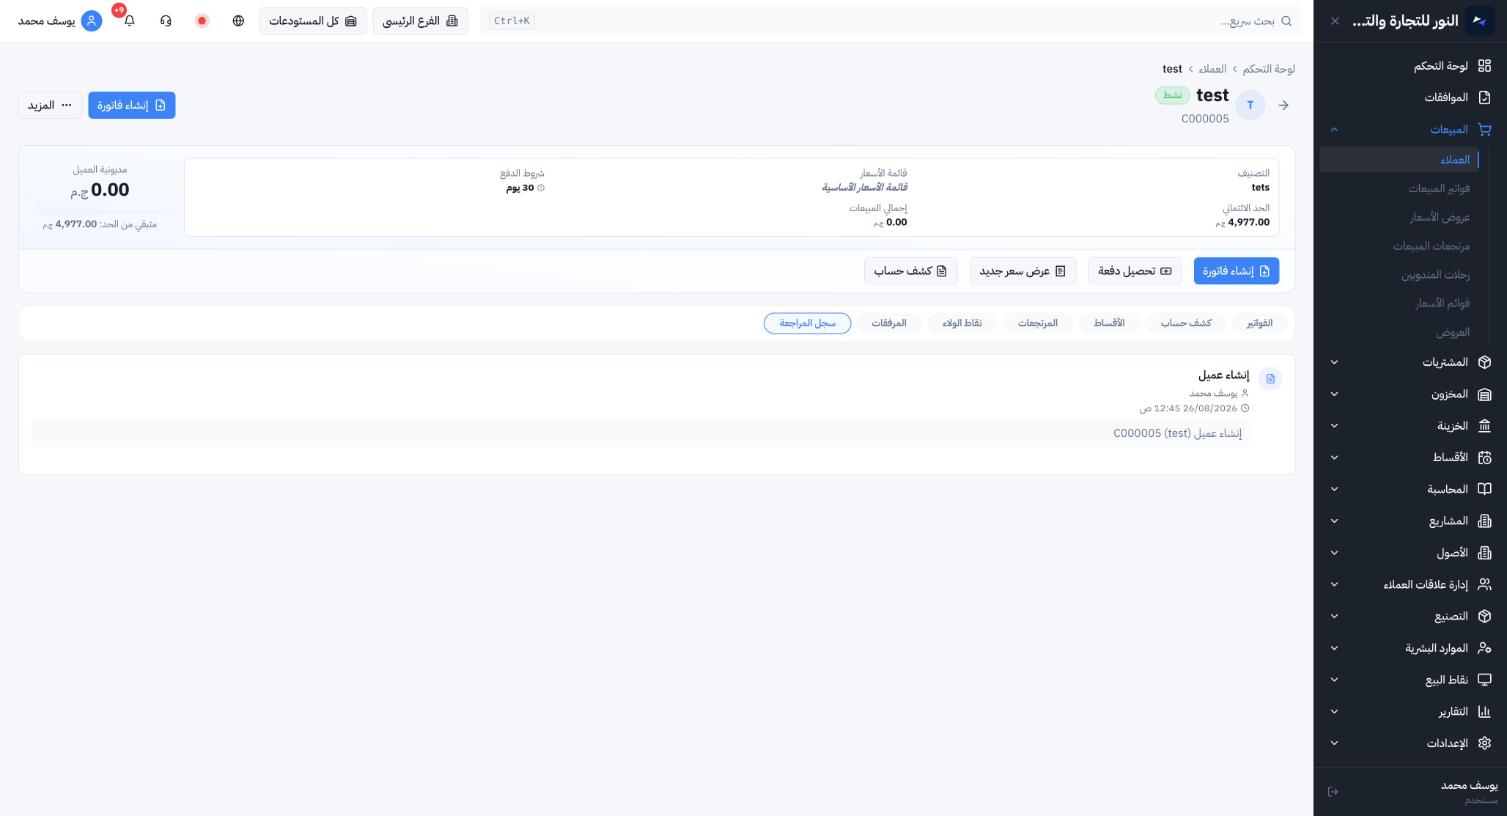 النور للتجارة والتـ...
لوحة التحكم
الموافقات
المبيعات
العملاء
فواتير المبيعات
عروض الأسعار
مرتجعات المبيعات
رحلات المندوبين
قوائم الأسعار
العروض
المشتريات
المخزون
الخزينة
الأقساط
المحاسبة
المشاريع
الأصول
إدارة علاقات العملاء
التصنيع
الموارد البشرية
نقاط البيع
التقارير
الإعدادات
يوسف محمد
مستخدم
بحث سريع...
Ctrl+K
الفرع الرئيسى
كل المستودعات
+9
يوسف محمد
لوحة التحكم › العملاء › test
T
test
نشط
C000005
إنشاء فاتورة
المزيد
التصنيف
tets
قائمة الأسعار
قائمة الأسعار الأساسية
شروط الدفع
30 يوم
الحد الائتماني
4,977.00 ج.م
إجمالي المبيعات
0.00 ج.م
مديونية العميل
0.00 ج.م
متبقي من الحد: 4,977.00 ج.م
إنشاء فاتورة
تحصيل دفعة
عرض سعر جديد
كشف حساب
الفواتير
كشف حساب
الأقساط
المرتجعات
نقاط الولاء
المرفقات
سجل المراجعة
إنشاء عميل
يوسف محمد
26/08/2026 12:45 ص
إنشاء عميل C000005 (test)